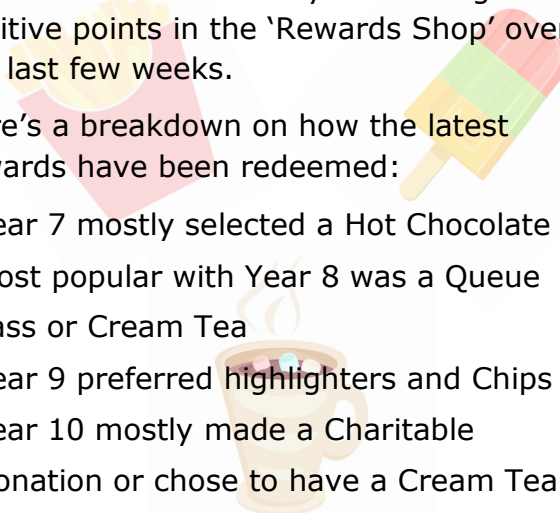 itive points in the ‘Rewards Shop’ over
last few weeks.
re’s a breakdown on how the latest
wards have been redeemed:
ear 7 mostly selected a Hot Chocolate
ost popular with Year 8 was a Queue
ass or Cream Tea
ear 9 preferred highlighters and Chips
ear 10 mostly made a Charitable
onation or chose to have a Cream Tea